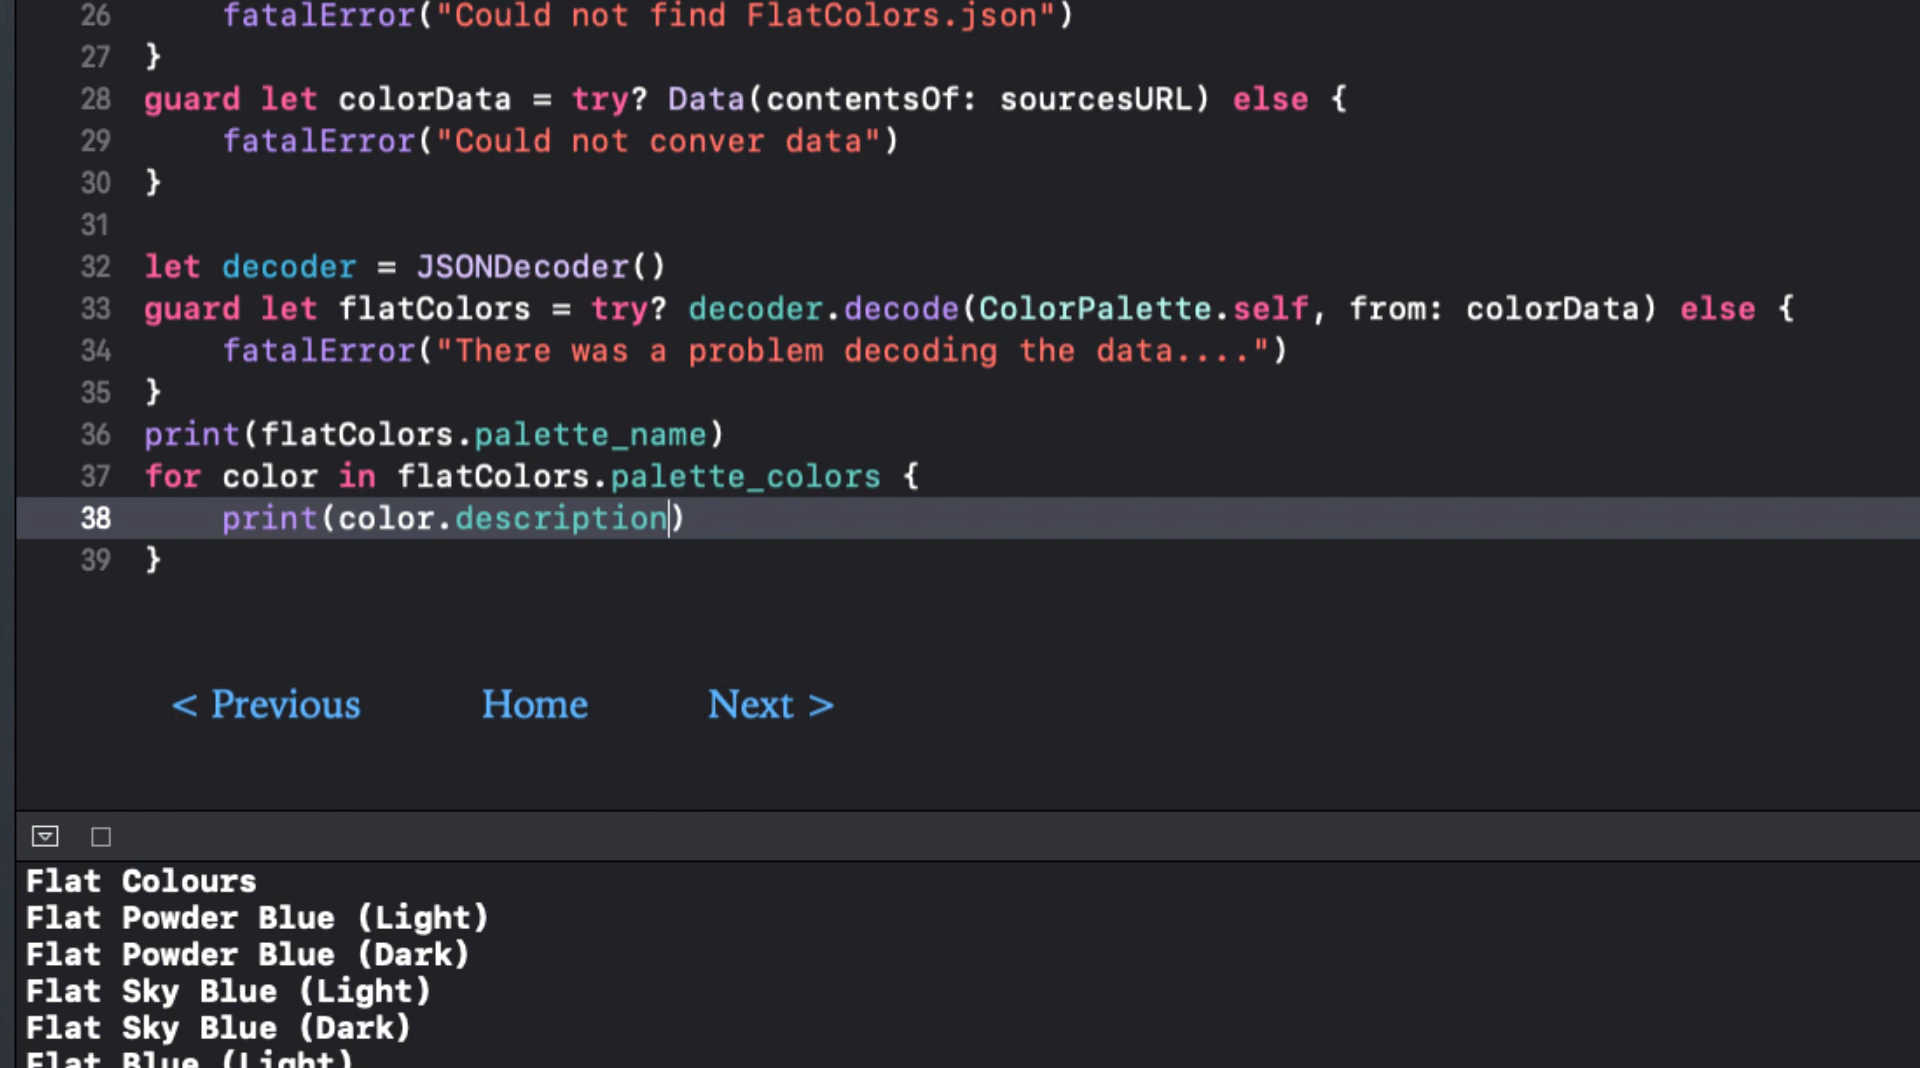 26 fatalError("Could not find FlatColors.json")
27 }
28 guard let colorData = try? Data(contentsOf: sourcesURL) else {
29 fatalError("Could not conver data")
30 }
31
32 let decoder = JSONDecoder()
33 guard let flatColors = try? decoder.decode(ColorPalette.self, from: colorData) else {
34 fatalError("There was a problem decoding the data....")
35 }
36 print(flatColors.palette_name)
37 for color in flatColors.palette_colors {
38 print(color.description)
39 }
< Previous Home Next >
Flat Colours
Flat Powder Blue (Light)
Flat Powder Blue (Dark)
Flat Sky Blue (Light)
Flat Sky Blue (Dark)
Flat Blue (Light)